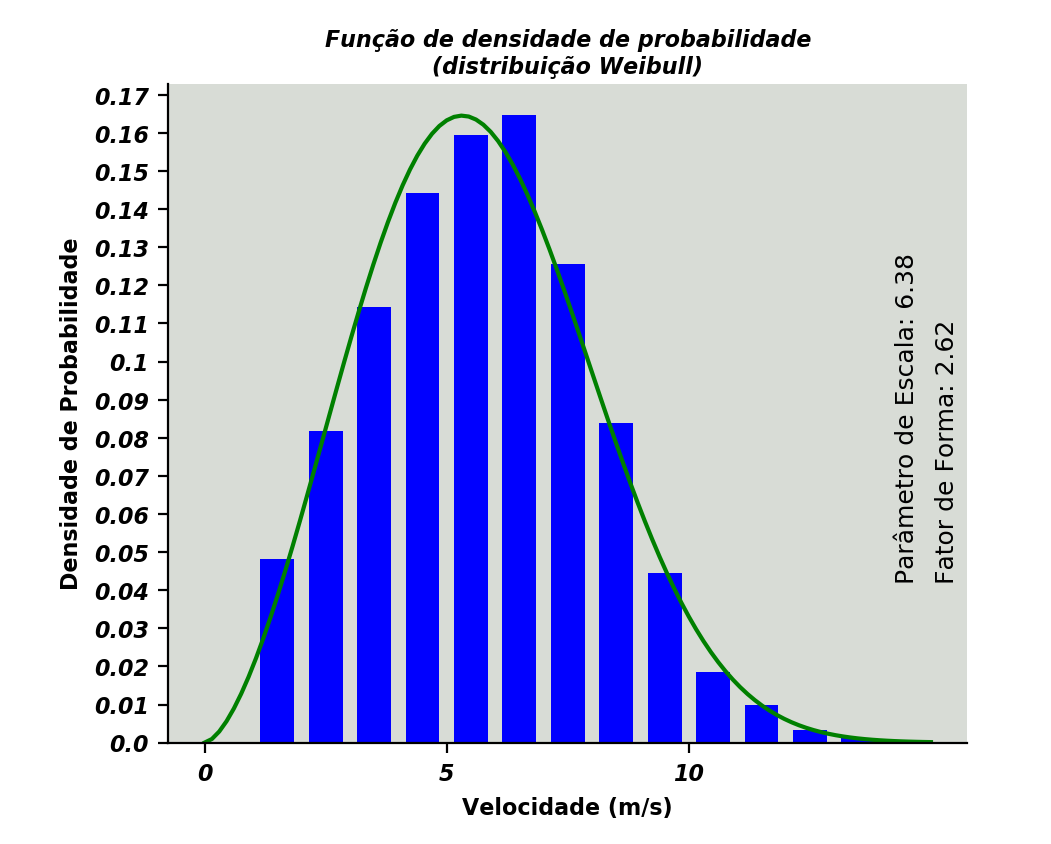 Função de densidade de probabilidade
(distribuição Weibull)
Densidade de Probabilidade
0.17
0.16
0.15
0.14
0.13
0.12
0.11
0.1
0.09
0.08
0.07
0.06
0.05
0.04
0.03
0.02
0.01
0.0
0 5 10
Velocidade (m/s)
Parâmetro de Escala: 6.38
Fator de Forma: 2.62